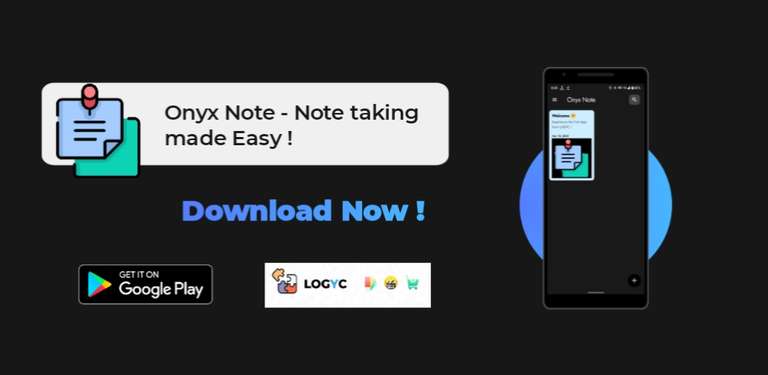 Onyx Note - Note taking
made Easy !
Download Now !
GET IT ON
Google Play
LOGYC
Onyx Note
Welcome